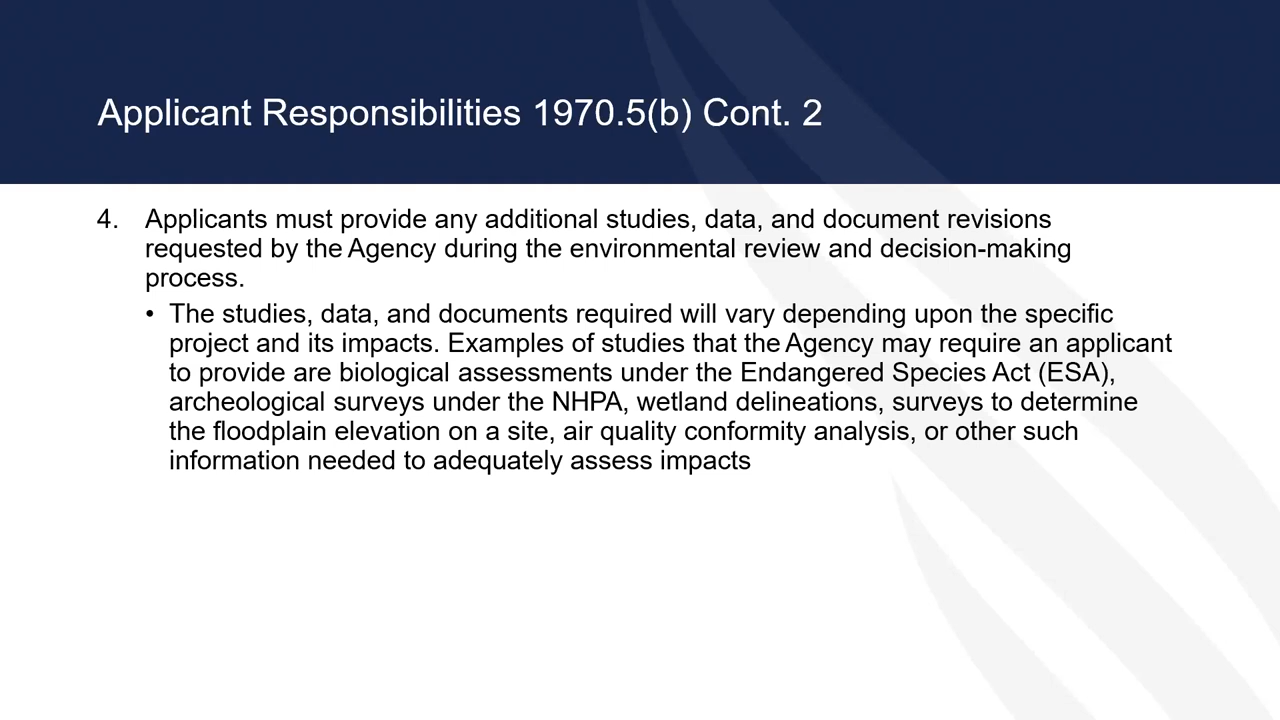 Applicant Responsibilities 1970.5(b) Cont. 2
4. Applicants must provide any additional studies, data, and document revisions
requested by the Agency during the environmental review and decision-making
process.
• The studies, data, and documents required will vary depending upon the specific
project and its impacts. Examples of studies that the Agency may require an applicant
to provide are biological assessments under the Endangered Species Act (ESA),
archeological surveys under the NHPA, wetland delineations, surveys to determine
the floodplain elevation on a site, air quality conformity analysis, or other such
information needed to adequately assess impacts